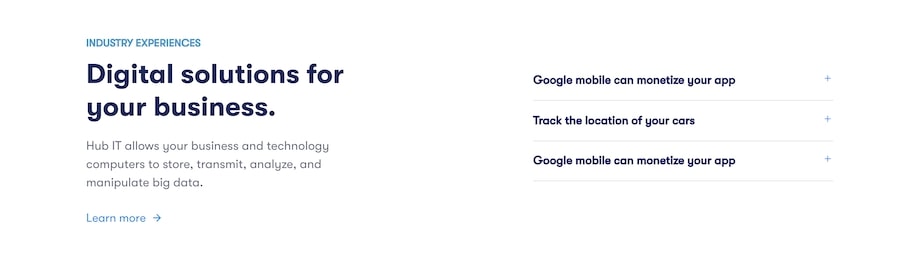 INDUSTRY EXPERIENCES
Digital solutions for
your business.
Hub IT allows your business and technology
computers to store, transmit, analyze, and
manipulate big data.
Learn more →
Google mobile can monetize your app +
Track the location of your cars +
Google mobile can monetize your app +